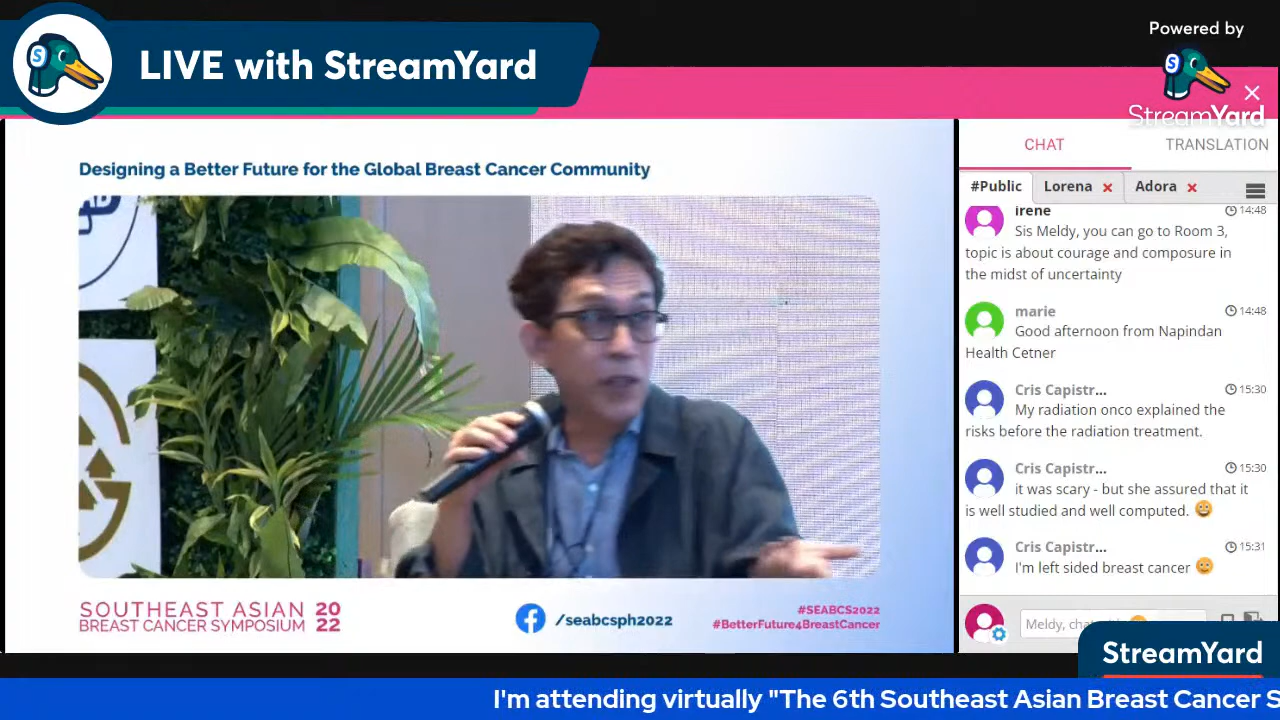 LIVE with StreamYard
Powered by
StreamYard
Designing a Better Future for the Global Breast Cancer Community
SOUTHEAST ASIAN
BREAST CANCER SYMPOSIUM
20
22
/seabcsph2022
#SEABCS2022
#BetterFuture4BreastCancer
CHAT
TRANSLATION
#Public
Lorena
Adora
irene
14:48
Sis Meldy, you can go to Room 3,
topic is about courage and composure in
the midst of uncertainty
marie
14:49
Good afternoon from Napindan
Health Cetner
Cris Capistr...
15:30
My radiation onco explained the
risks before the radiation treatment.
Cris Capistr...
15:30
scary but he assured that it
is well studied and well computed.
Cris Capistr...
15:31
I'm left sided breast cancer
Meldy,
StreamYard
I'm attending virtually "The 6th Southeast Asian Breast Cancer S